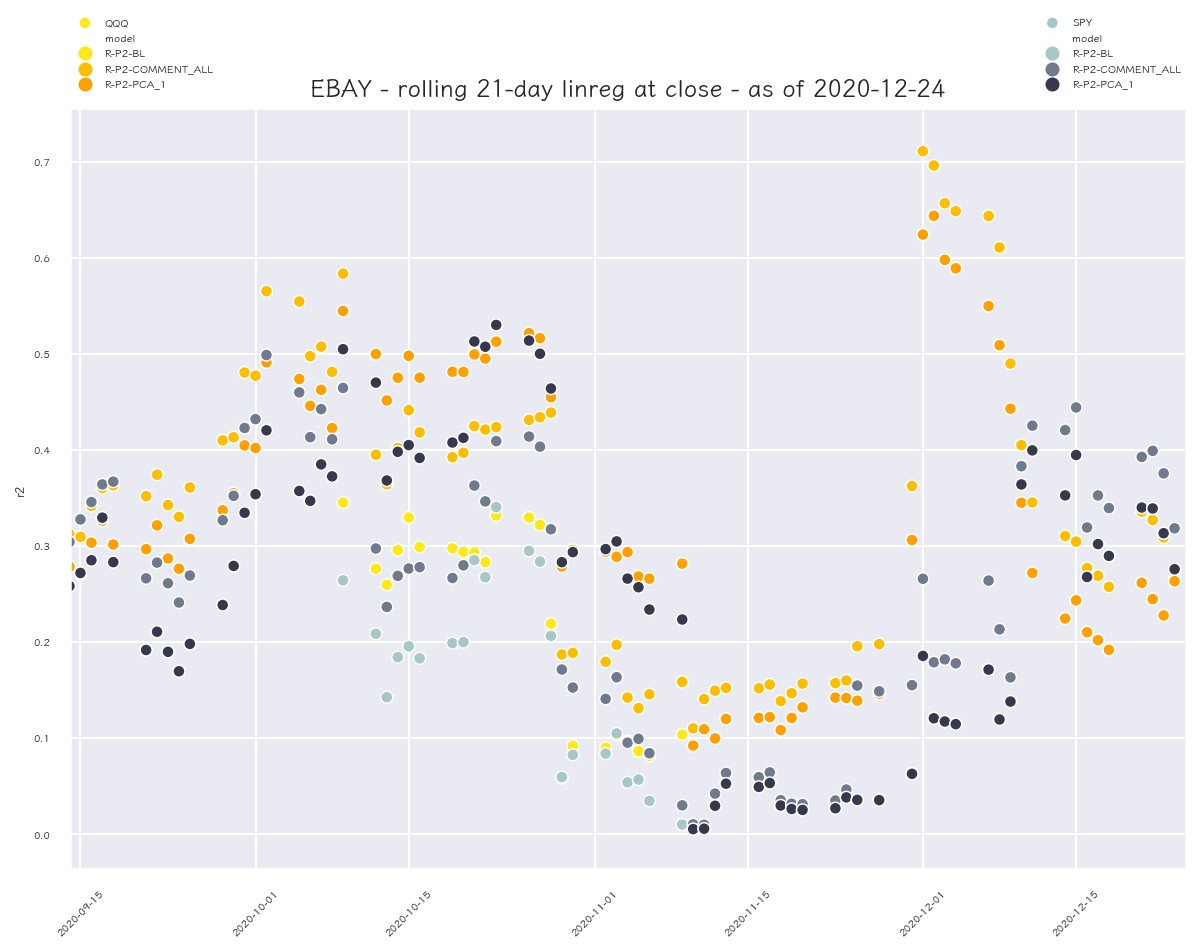 QQQ
model
R-P2-BL
R-P2-COMMENT_ALL
R-P2-PCA_1
SPY
model
R-P2-BL
R-P2-COMMENT_ALL
R-P2-PCA_1
EBAY - rolling 21-day linreg at close - as of 2020-12-24
r2
0.7
0.6
0.5
0.4
0.3
0.2
0.1
0.0
2020-09-15
2020-10-01
2020-10-15
2020-11-01
2020-11-15
2020-12-01
2020-12-15